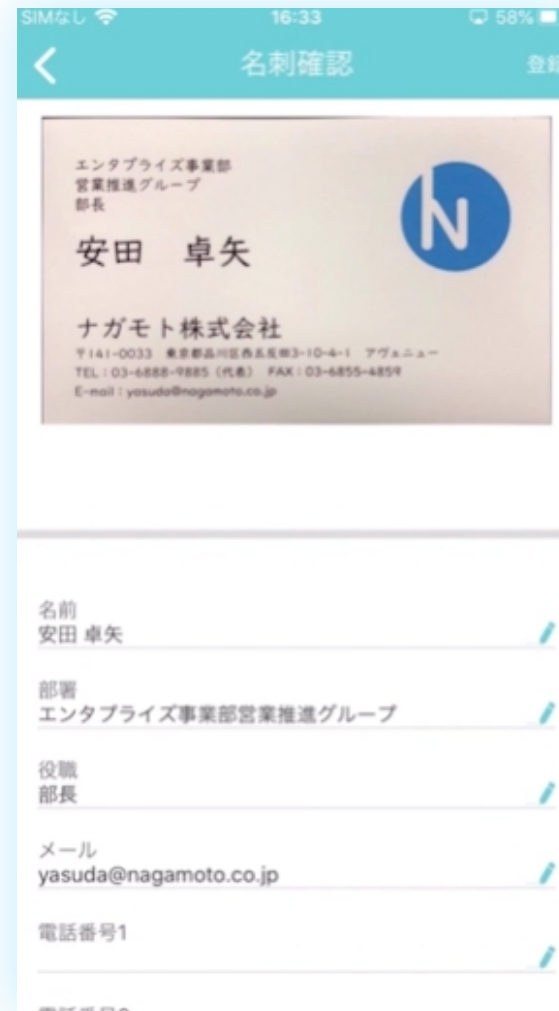 SIMなし 16:33 58%
名刺確認
エンタプライズ事業部
営業推進グループ
部長
安田 卓矢
ナガモト株式会社
〒141-0033 東京都品川区西五反田3-10-4-1 アヴェニュー
TEL：03-6888-9885（代表） FAX：03-6855-4859
E-mail：yasuda@nagamoto.co.jp
名前
安田 卓矢
部署
エンタプライズ事業部営業推進グループ
役職
部長
メール
yasuda@nagamoto.co.jp
電話番号1